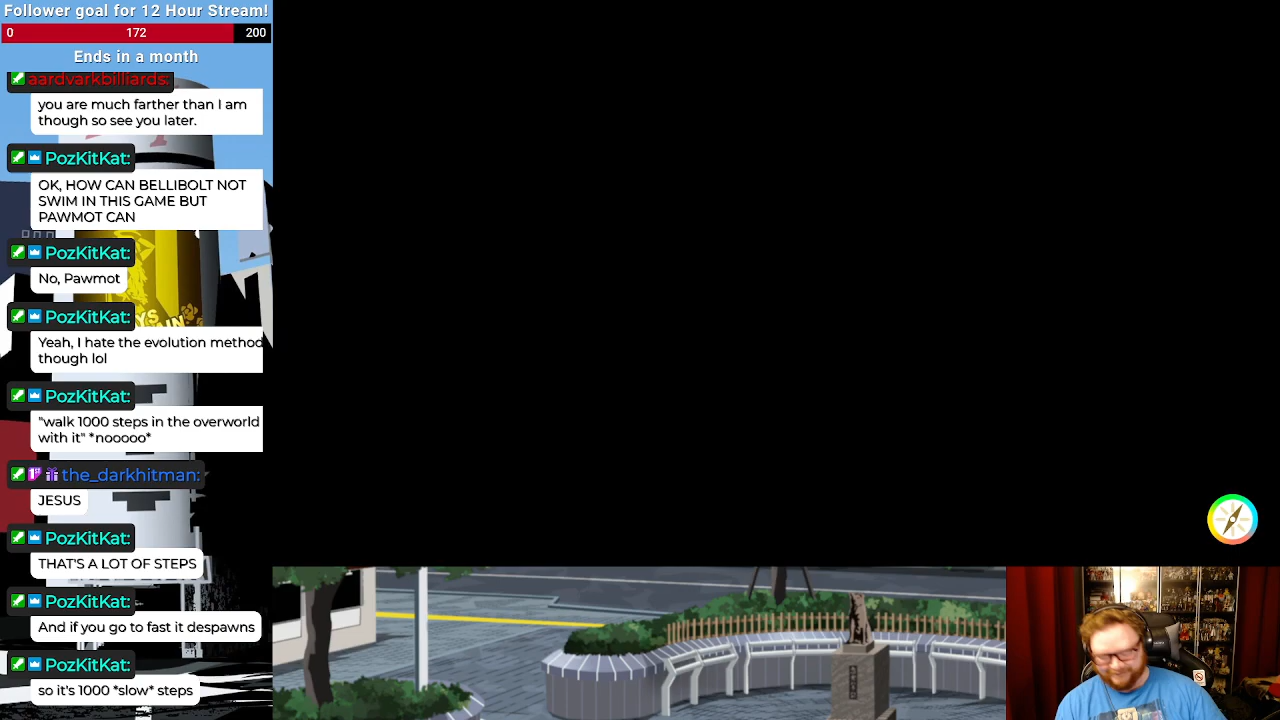 Follower goal for 12 Hour Stream!
0 172 200
Ends in a month
aardvarkbilliards:
you are much farther than I am
though so see you later.
PozKitKat:
OK, HOW CAN BELLIBOLT NOT
SWIM IN THIS GAME BUT
PAWMOT CAN
PozKitKat:
No, Pawmot
PozKitKat:
Yeah, I hate the evolution method
though lol
PozKitKat:
"walk 1000 steps in the overworld
with it" *nooooo*
the_darkhitman:
JESUS
PozKitKat:
THAT'S A LOT OF STEPS
PozKitKat:
And if you go to fast it despawns
PozKitKat:
so it's 1000 *slow* steps